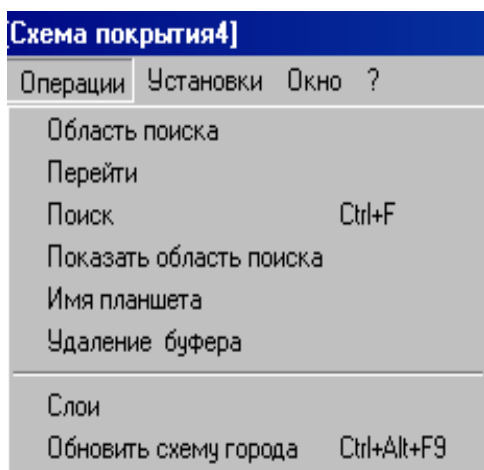 [Схема покрытия4]
Операции Установки Окно ?
Область поиска
Перейти
Поиск Ctrl+F
Показать область поиска
Имя планшета
Удаление буфера
Слои
Обновить схему города Ctrl+Alt+F9